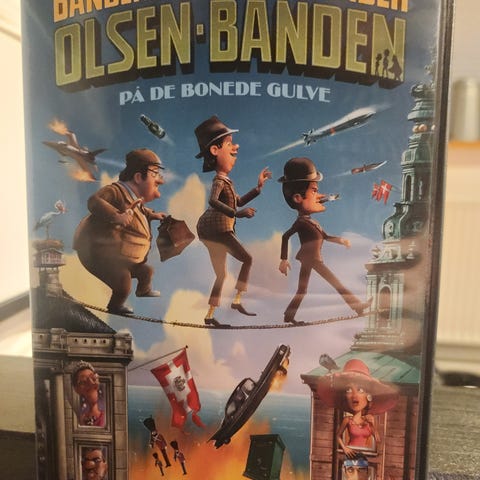 OLSEN·BANDEN
PÅ DE BONEDE GULVE